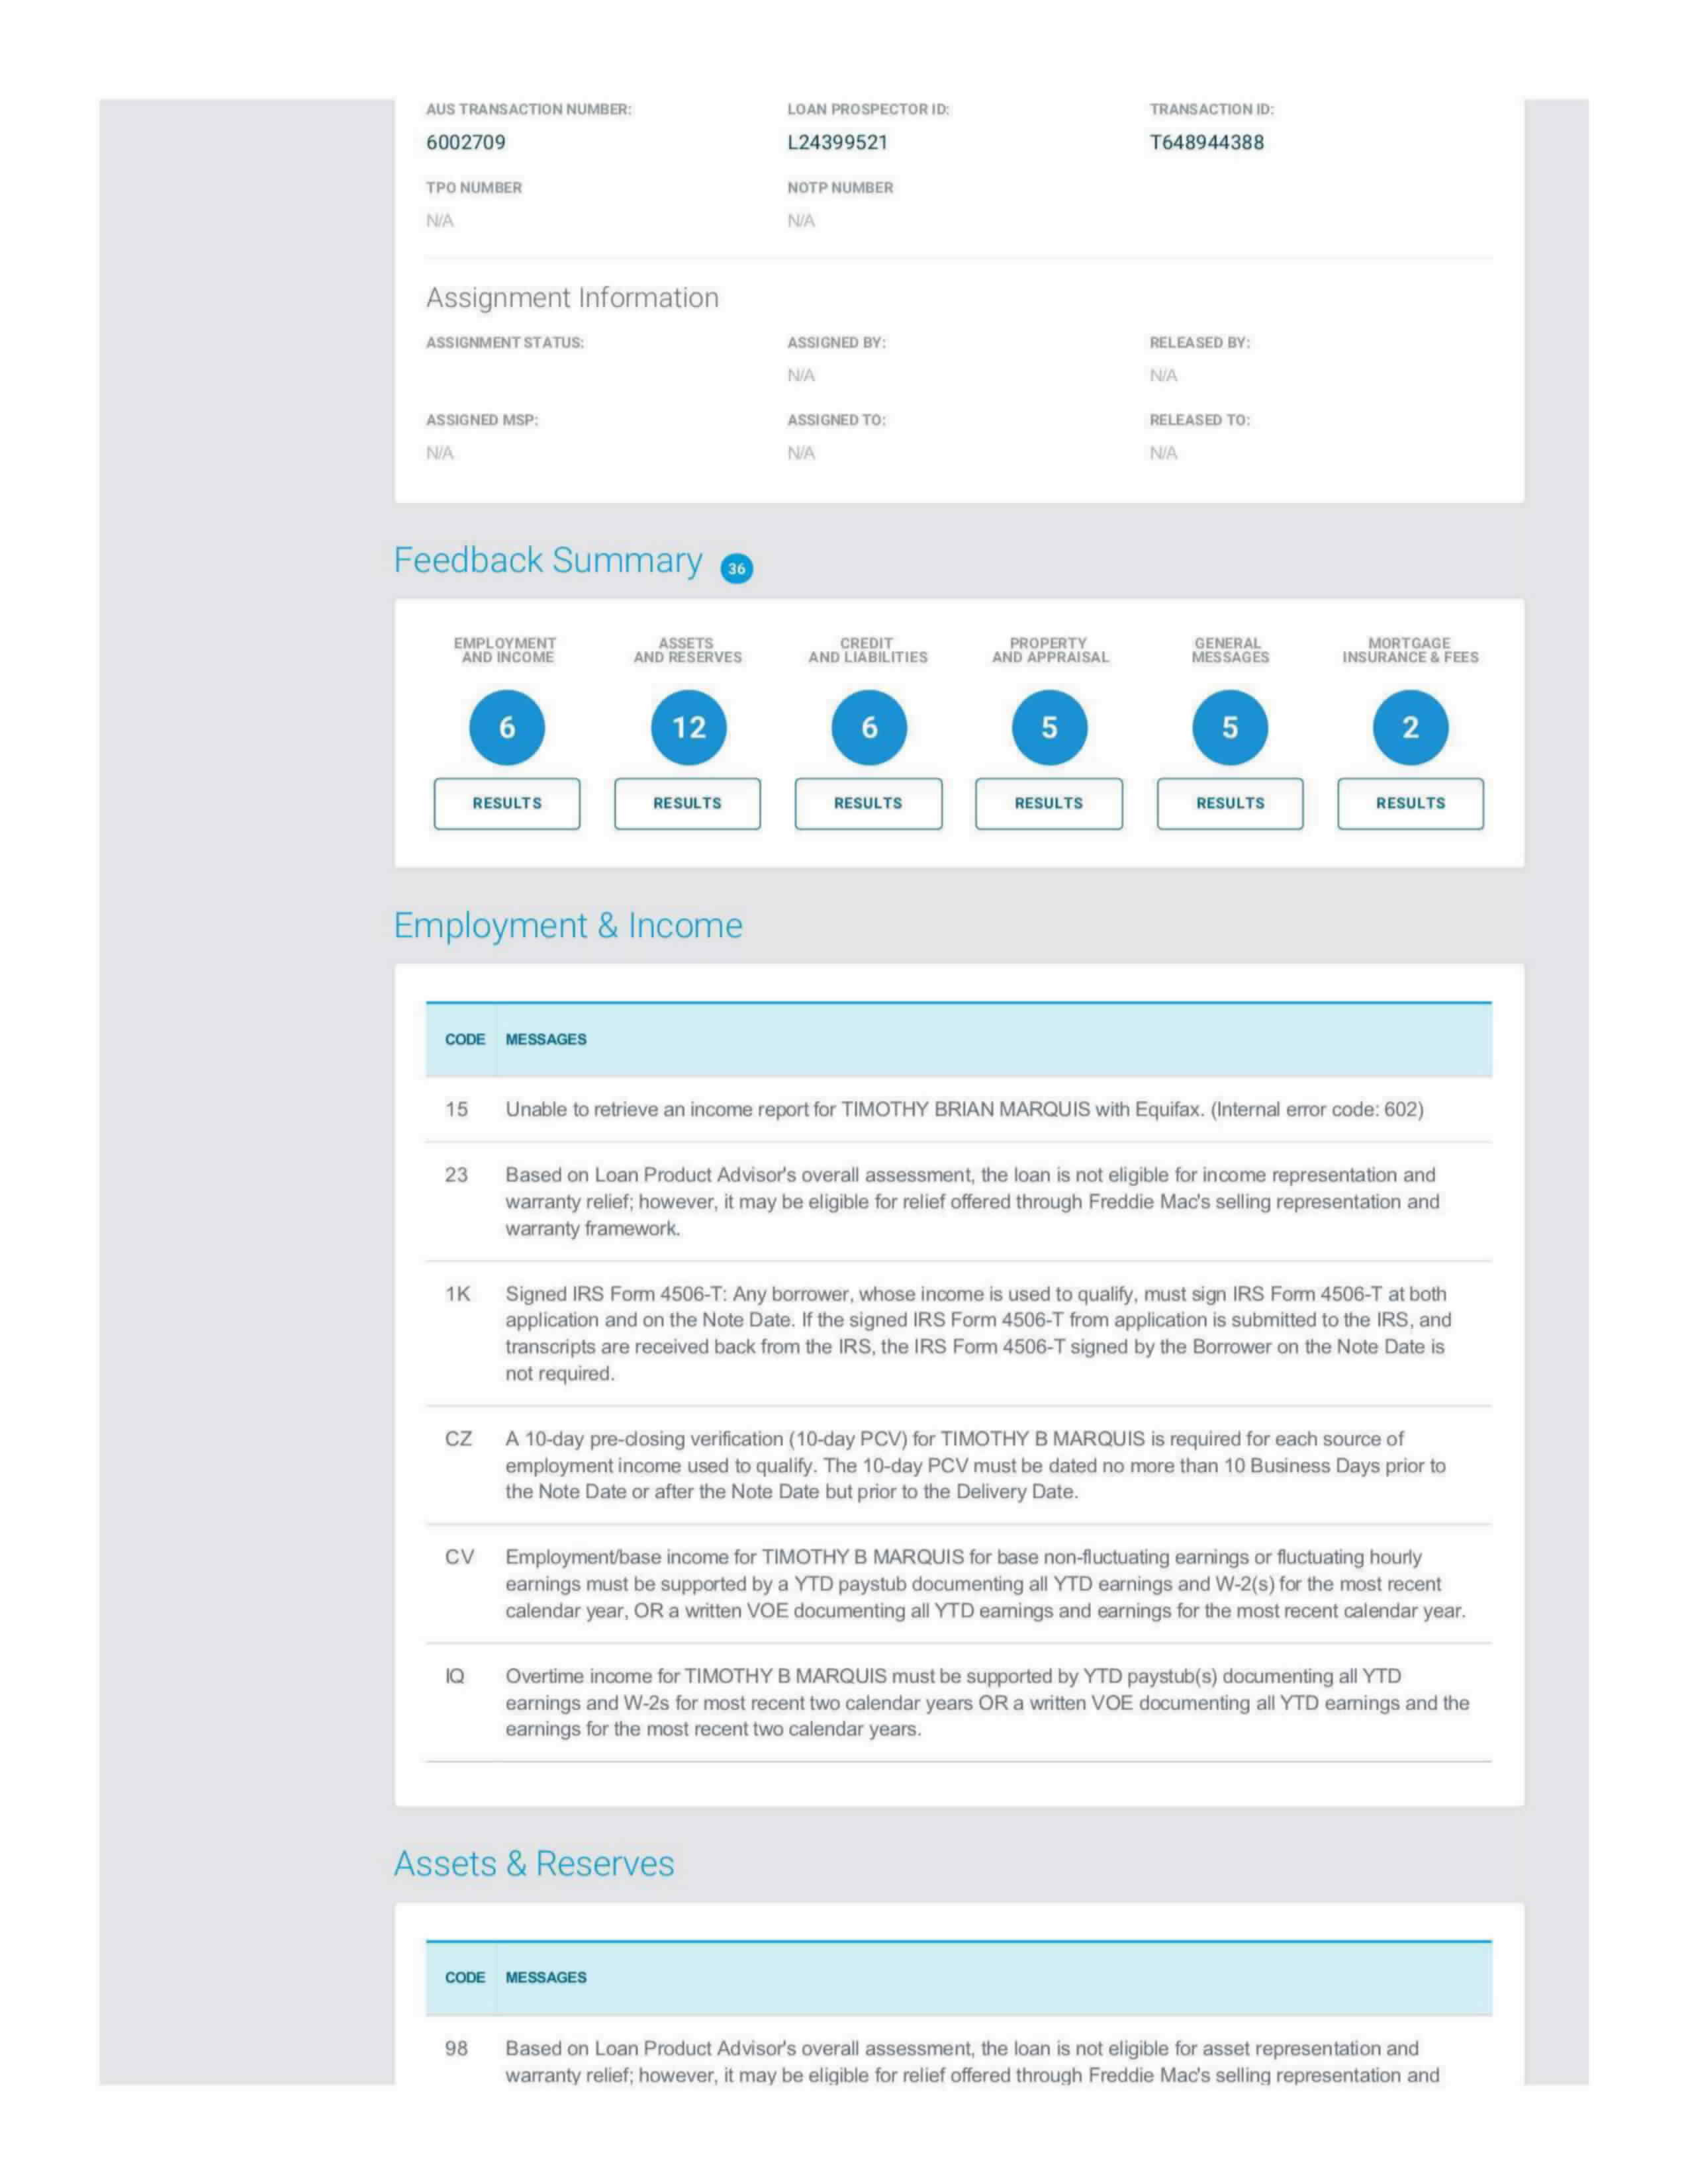 AUS TRANSACTION NUMBER: LOAN PROSPECTOR ID: TRANSACTION ID:
6002709 L24399521 T648944388
TPO NUMBER NOTP NUMBER
N/A N/A
Assignment Information
ASSIGNMENT STATUS: ASSIGNED BY: RELEASED BY:
N/A N/A
ASSIGNED MSP: ASSIGNED TO: RELEASED TO:
N/A N/A N/A
Feedback Summary 36
EMPLOYMENT AND INCOME
ASSETS AND RESERVES
CREDIT AND LIABILITIES
PROPERTY AND APPRAISAL
GENERAL MESSAGES
MORTGAGE INSURANCE & FEES
6 12 6 5 5 2
RESULTS RESULTS RESULTS RESULTS RESULTS RESULTS
Employment & Income
CODE MESSAGES
15 Unable to retrieve an income report for TIMOTHY BRIAN MARQUIS with Equifax. (Internal error code: 602)
23 Based on Loan Product Advisor's overall assessment, the loan is not eligible for income representation and
warranty relief; however, it may be eligible for relief offered through Freddie Mac's selling representation and
warranty framework.
1K Signed IRS Form 4506-T: Any borrower, whose income is used to qualify, must sign IRS Form 4506-T at both
application and on the Note Date. If the signed IRS Form 4506-T from application is submitted to the IRS, and
transcripts are received back from the IRS, the IRS Form 4506-T signed by the Borrower on the Note Date is
not required.
CZ A 10-day pre-closing verification (10-day PCV) for TIMOTHY B MARQUIS is required for each source of
employment income used to qualify. The 10-day PCV must be dated no more than 10 Business Days prior to
the Note Date or after the Note Date but prior to the Delivery Date.
CV Employment/base income for TIMOTHY B MARQUIS for base non-fluctuating earnings or fluctuating hourly
earnings must be supported by a YTD paystub documenting all YTD earnings and W-2(s) for the most recent
calendar year, OR a written VOE documenting all YTD earnings and earnings for the most recent calendar year.
IQ Overtime income for TIMOTHY B MARQUIS must be supported by YTD paystub(s) documenting all YTD
earnings and W-2s for most recent two calendar years OR a written VOE documenting all YTD earnings and the
earnings for the most recent two calendar years.
Assets & Reserves
CODE MESSAGES
98 Based on Loan Product Advisor's overall assessment, the loan is not eligible for asset representation and
warranty relief; however, it may be eligible for relief offered through Freddie Mac's selling representation and